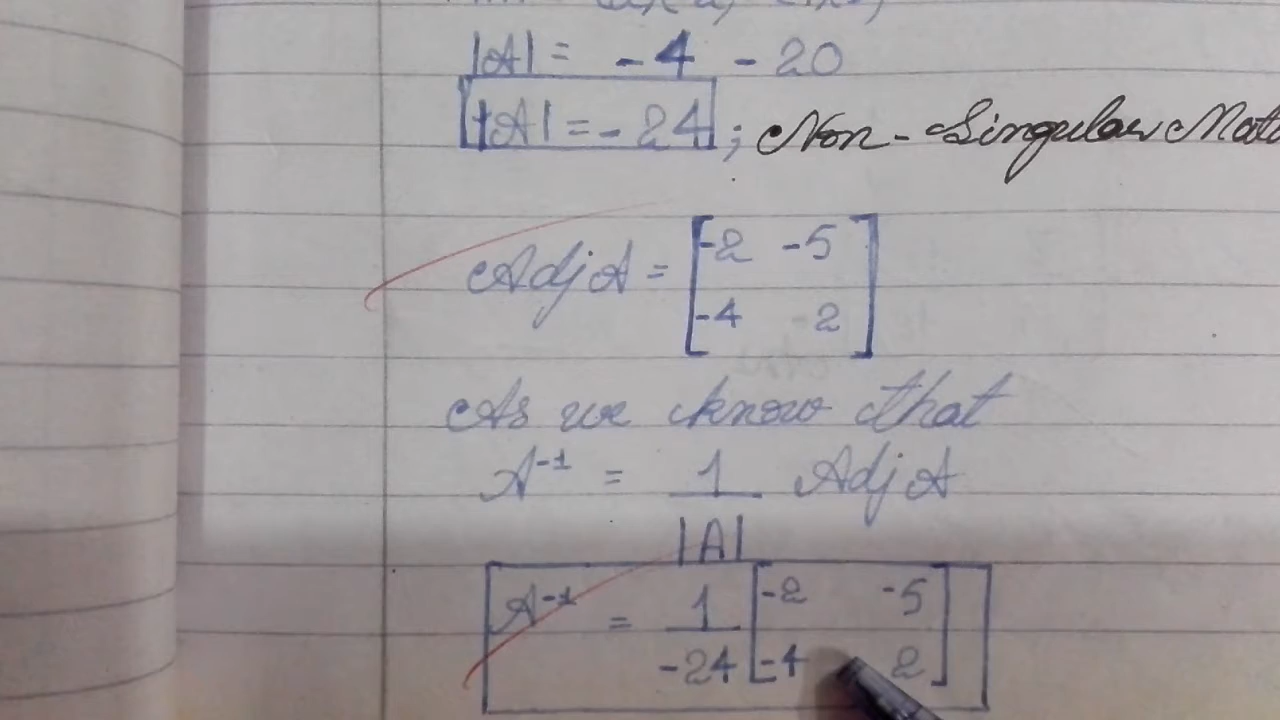 |A| = -4 - 20
|A| = -24 ; Non-Singular
Adj A = [-2 -5
-4 2]
As we know that
A⁻¹ = 1 Adj A
|A|
A⁻¹ = 1 [-2 -5
-24 -4 2]